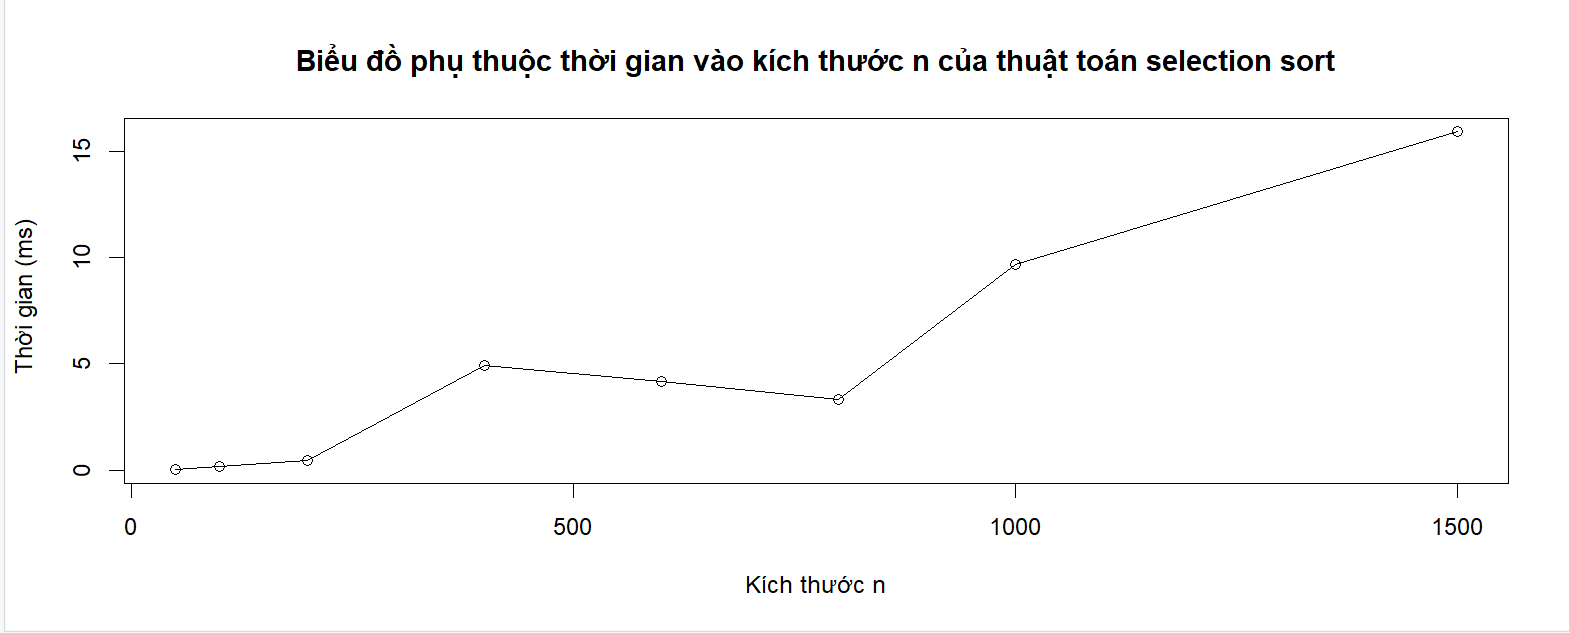 Biểu đồ phụ thuộc thời gian vào kích thước n của thuật toán selection sort
Thời gian (ms)
15
10
5
0
0 500 1000 1500
Kích thước n